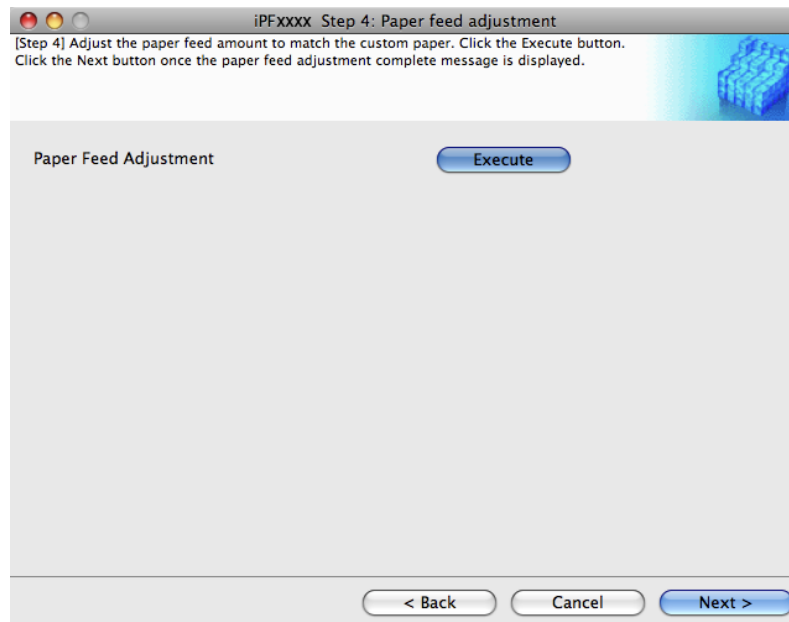 iPFxxxx Step 4: Paper feed adjustment
[Step 4] Adjust the paper feed amount to match the custom paper. Click the Execute button.
Click the Next button once the paper feed adjustment complete message is displayed.
Paper Feed Adjustment Execute
< Back Cancel Next >